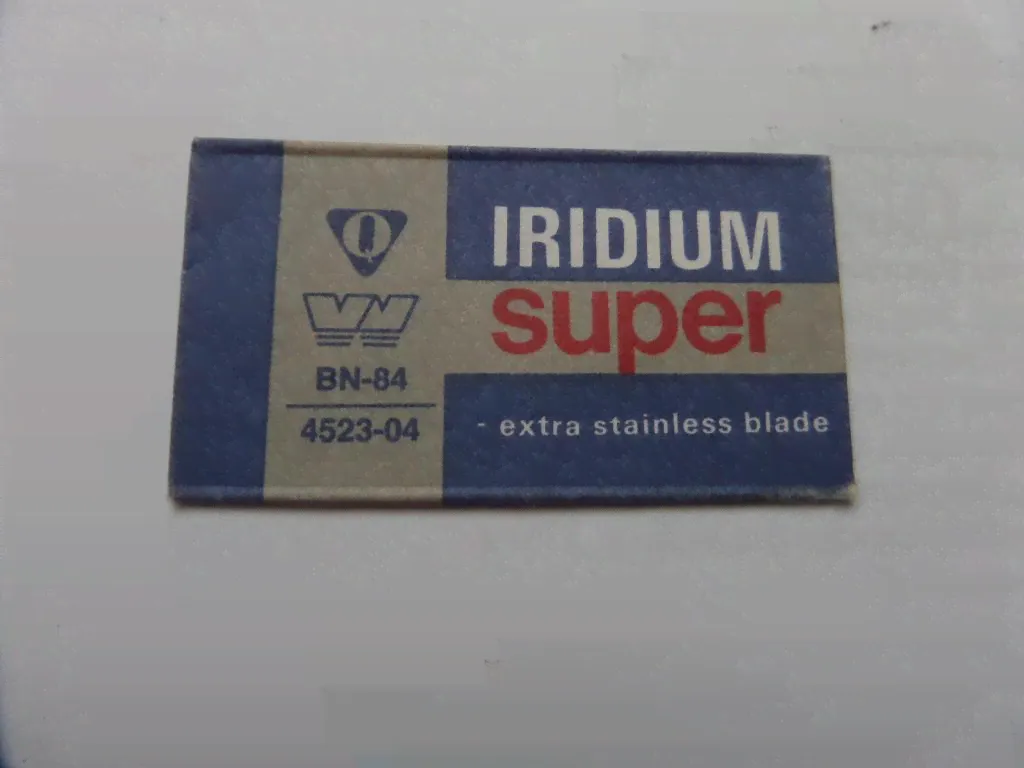 Q
BN-84
4523-04
IRIDIUM
super
- extra stainless blade